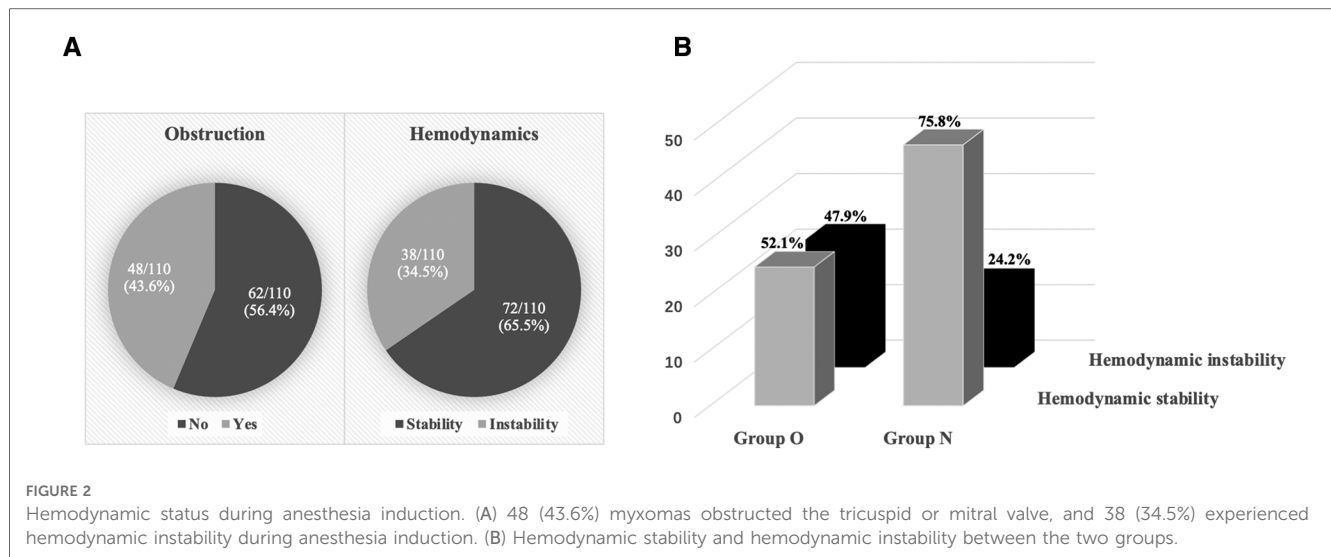 A
B
Obstruction
Hemodynamics
48/110
(43.6%)
62/110
(56.4%)
38/110
(34.5%)
72/110
(65.5%)
No Yes
Stability Instability
50
40
30
20
10
0
75.8%
47.9%
52.1%
24.2%
Hemodynamic instability
Hemodynamic stability
Group O
Group N
FIGURE 2
Hemodynamic status during anesthesia induction. (A) 48 (43.6%) myxomas obstructed the tricuspid or mitral valve, and 38 (34.5%) experienced
hemodynamic instability during anesthesia induction. (B) Hemodynamic stability and hemodynamic instability between the two groups.